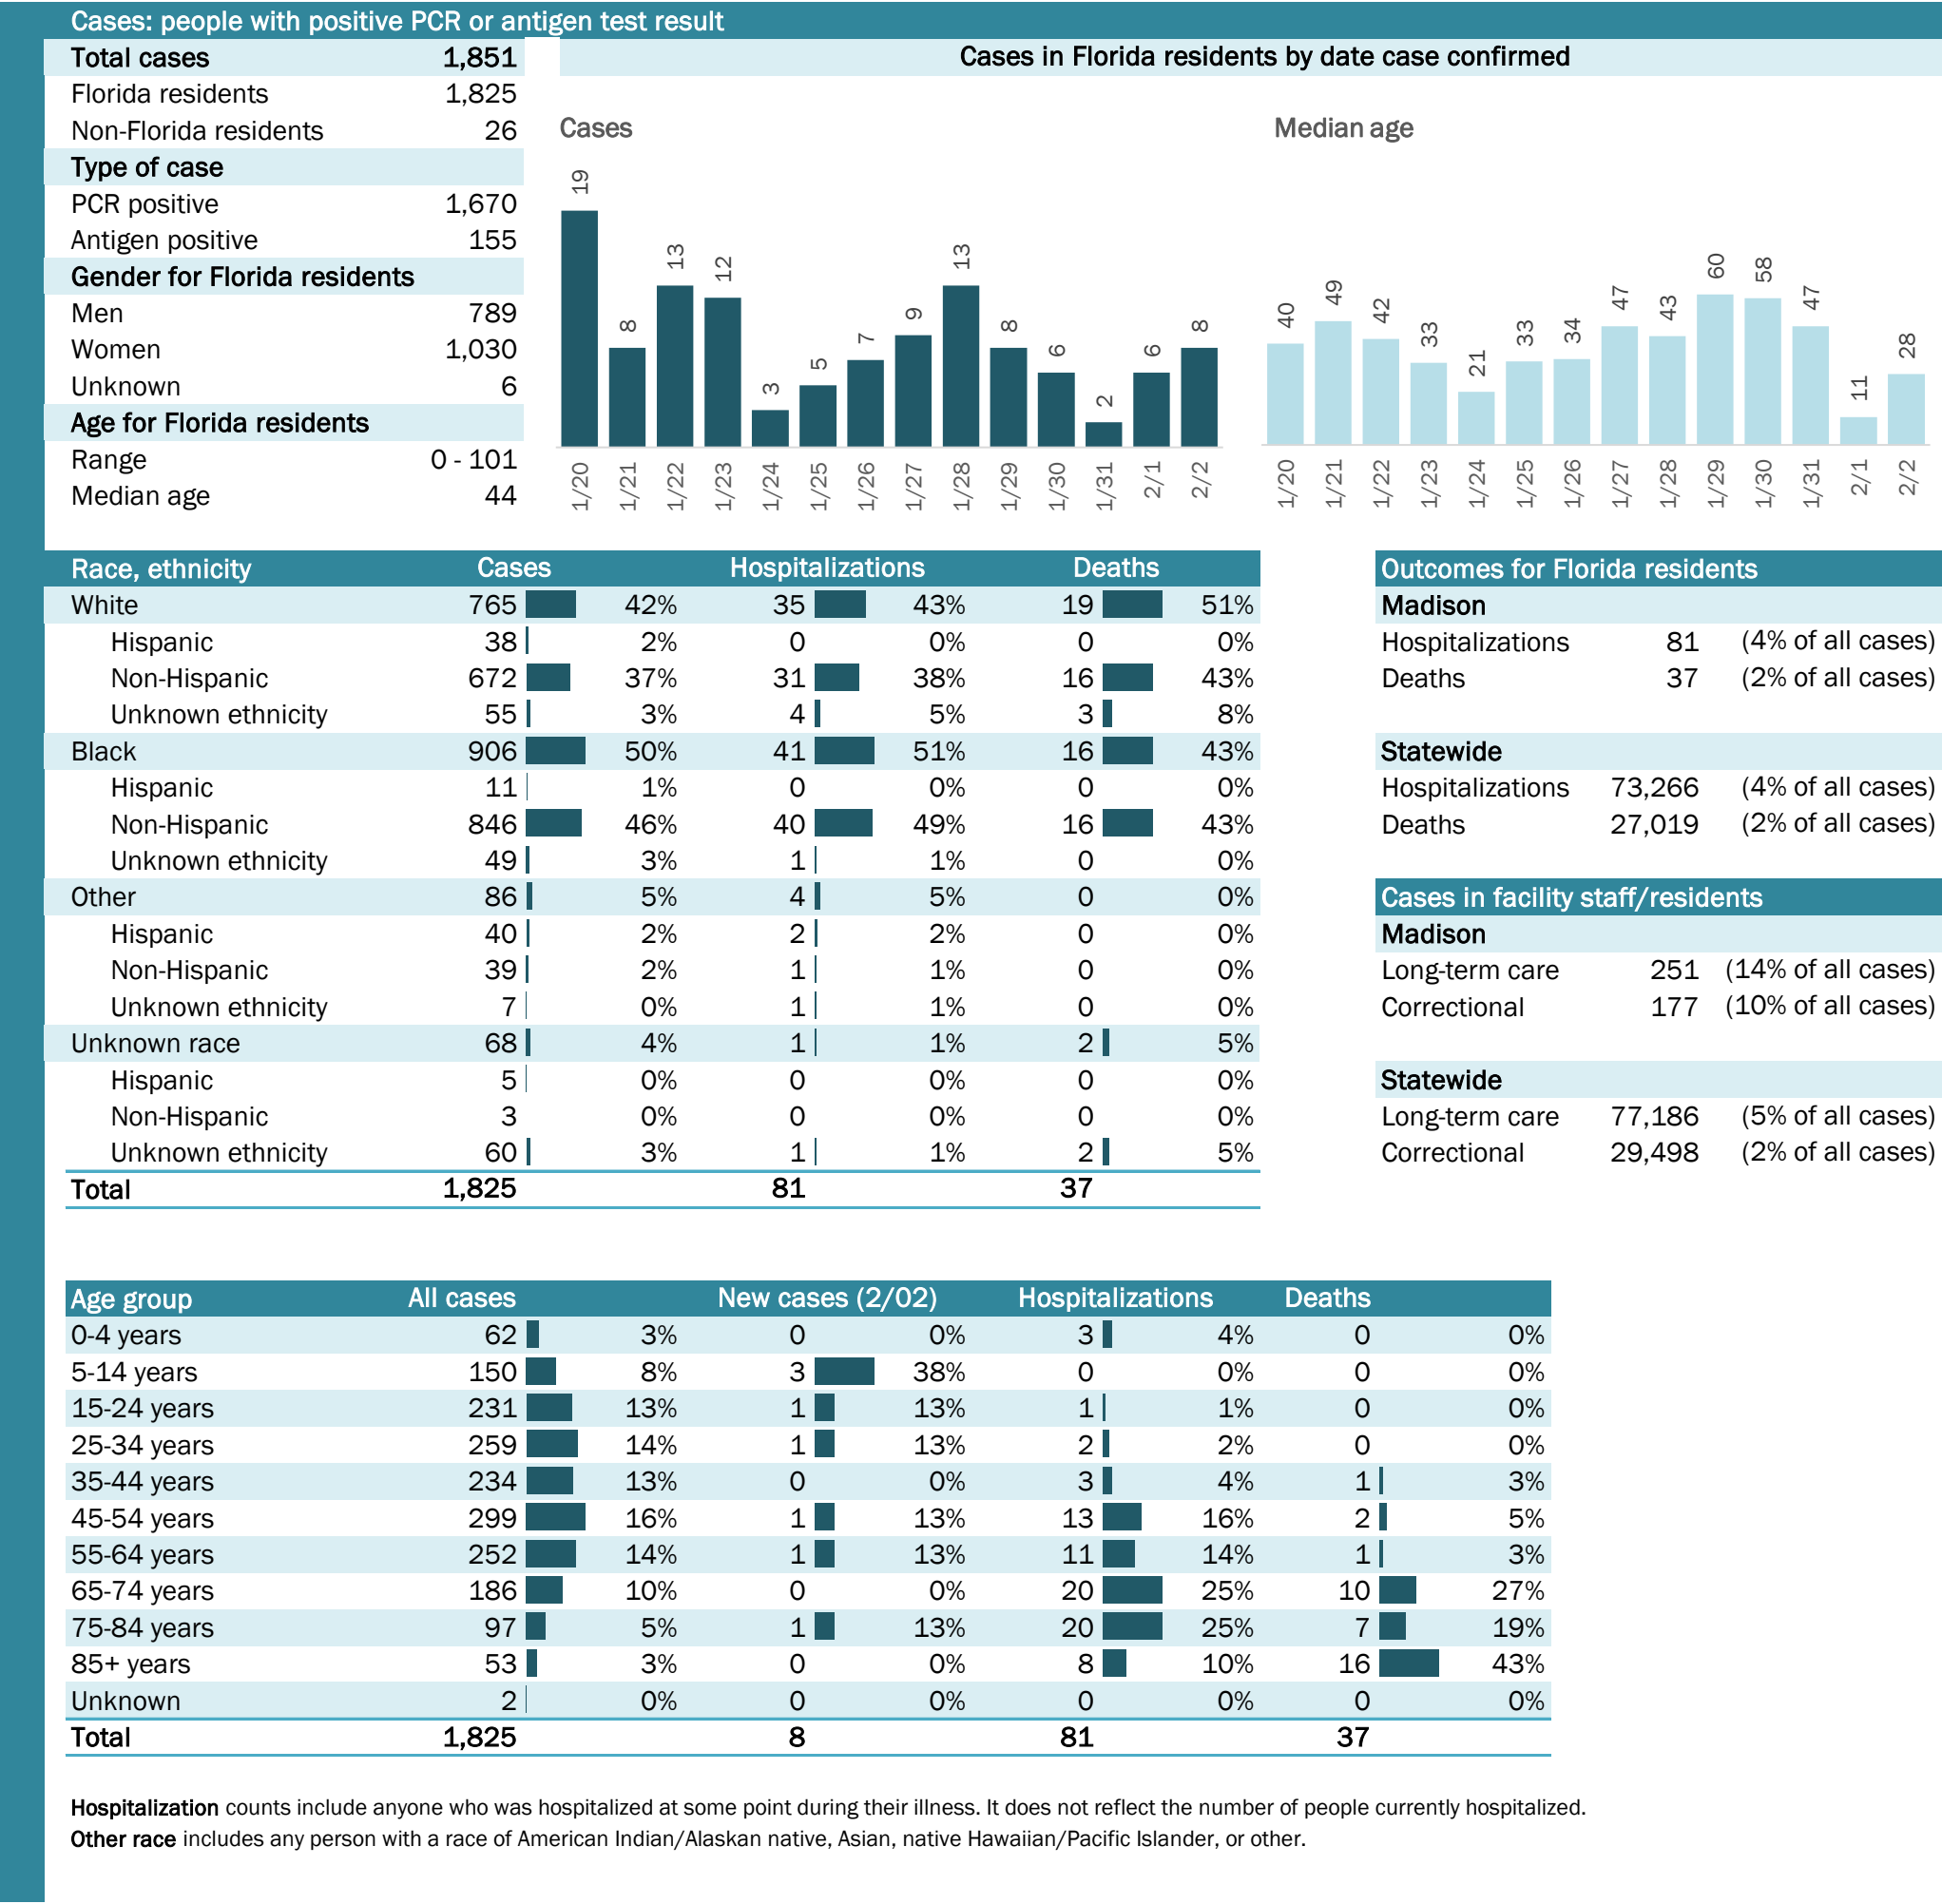 Cases: people with positive PCR or antigen test result
Total cases 1,851
Florida residents 1,825
Non-Florida residents 26
Type of case
PCR positive 1,670
Antigen positive 155
Gender for Florida residents
Men 789
Women 1,030
Unknown 6
Age for Florida residents
Range 0 - 101
Median age 44
Cases in Florida residents by date case confirmed
Cases
19 8 13 12 3 5 7 9 13 8 6 2 6 8
1/20 1/21 1/22 1/23 1/24 1/25 1/26 1/27 1/28 1/29 1/30 1/31 2/1 2/2
Median age
40 49 42 33 21 33 34 47 43 60 58 47 11 28
1/20 1/21 1/22 1/23 1/24 1/25 1/26 1/27 1/28 1/29 1/30 1/31 2/1 2/2
Race, ethnicity Cases Hospitalizations Deaths
White 765 42% 35 43% 19 51%
Hispanic 38 2% 0 0% 0 0%
Non-Hispanic 672 37% 31 38% 16 43%
Unknown ethnicity 55 3% 4 5% 3 8%
Black 906 50% 41 51% 16 43%
Hispanic 11 1% 0 0% 0 0%
Non-Hispanic 846 46% 40 49% 16 43%
Unknown ethnicity 49 3% 1 1% 0 0%
Other 86 5% 4 5% 0 0%
Hispanic 40 2% 2 2% 0 0%
Non-Hispanic 39 2% 1 1% 0 0%
Unknown ethnicity 7 0% 1 1% 0 0%
Unknown race 68 4% 1 1% 2 5%
Hispanic 5 0% 0 0% 0 0%
Non-Hispanic 3 0% 0 0% 0 0%
Unknown ethnicity 60 3% 1 1% 2 5%
Total 1,825 81 37
Outcomes for Florida residents
Madison
Hospitalizations 81 (4% of all cases)
Deaths 37 (2% of all cases)
Statewide
Hospitalizations 73,266 (4% of all cases)
Deaths 27,019 (2% of all cases)
Cases in facility staff/residents
Madison
Long-term care 251 (14% of all cases)
Correctional 177 (10% of all cases)
Statewide
Long-term care 77,186 (5% of all cases)
Correctional 29,498 (2% of all cases)
Age group All cases New cases (2/02) Hospitalizations Deaths
0-4 years 62 3% 0 0% 3 4% 0 0%
5-14 years 150 8% 3 38% 0 0% 0 0%
15-24 years 231 13% 1 13% 1 1% 0 0%
25-34 years 259 14% 1 13% 2 2% 0 0%
35-44 years 234 13% 0 0% 3 4% 1 3%
45-54 years 299 16% 1 13% 13 16% 2 5%
55-64 years 252 14% 1 13% 11 14% 1 3%
65-74 years 186 10% 0 0% 20 25% 10 27%
75-84 years 97 5% 1 13% 20 25% 7 19%
85+ years 53 3% 0 0% 8 10% 16 43%
Unknown 2 0% 0 0% 0 0% 0 0%
Total 1,825 8 81 37
Hospitalization counts include anyone who was hospitalized at some point during their illness. It does not reflect the number of people currently hospitalized.
Other race includes any person with a race of American Indian/Alaskan native, Asian, native Hawaiian/Pacific Islander, or other.